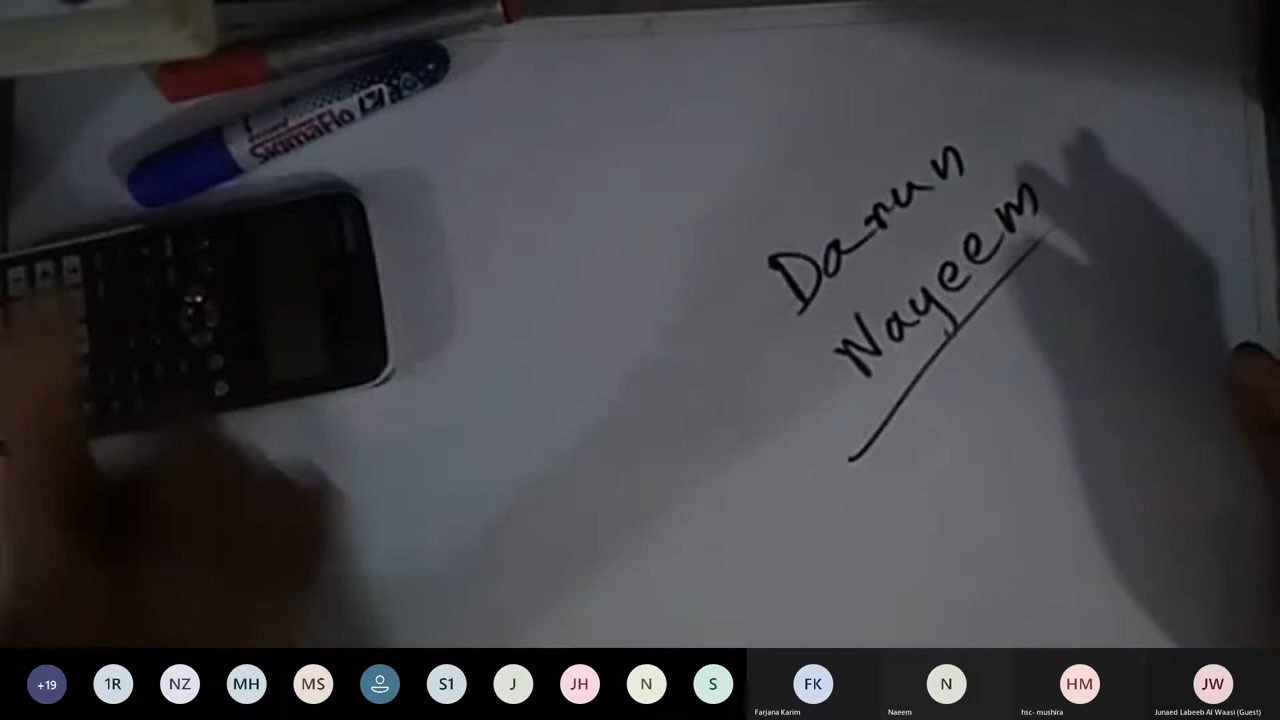 SigmaFlo
Darun
Nayeem
+19
1R
NZ
MH
MS
S1
J
JH
N
S
FK
N
HM
JW
Farjana Karim
Naeem
hsc- mushira
Junaed Labeeb Al Waasi (Guest)